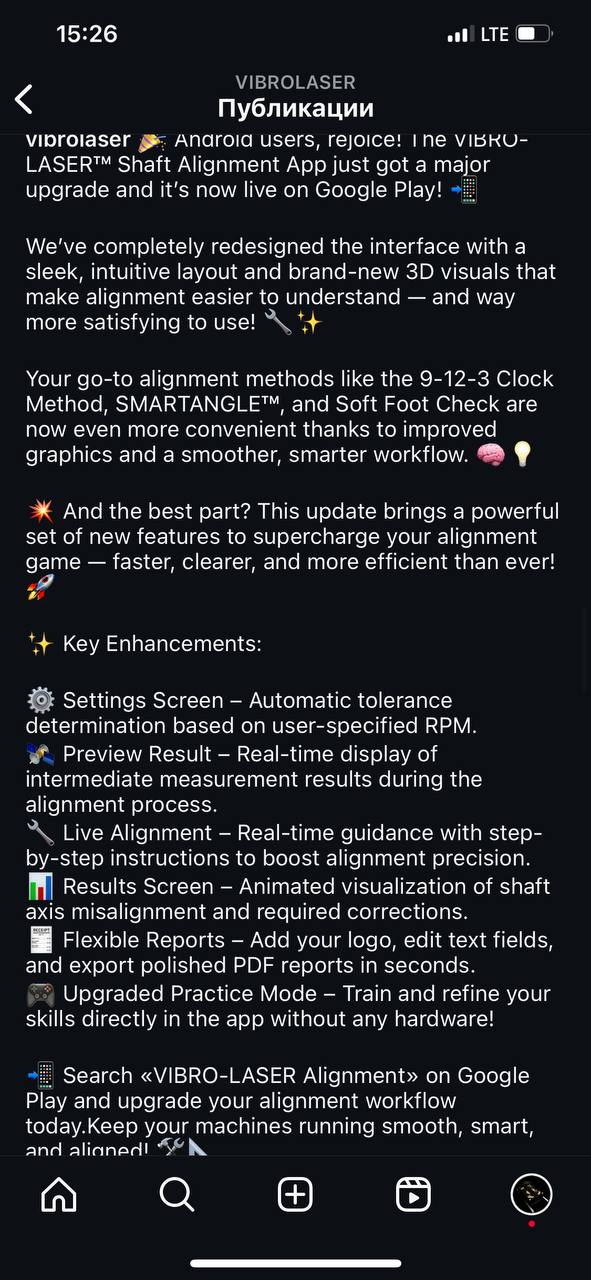 15:26
LTE
VIBROLASER
Публикации
vibrolaser 🎉 Android users, rejoice! The VIBRO-
LASER™ Shaft Alignment App just got a major
upgrade and it’s now live on Google Play! 📲
We’ve completely redesigned the interface with a
sleek, intuitive layout and brand-new 3D visuals that
make alignment easier to understand — and way
more satisfying to use! 🔧✨
Your go-to alignment methods like the 9-12-3 Clock
Method, SMARTANGLE™, and Soft Foot Check are
now even more convenient thanks to improved
graphics and a smoother, smarter workflow. 🧠💡
💥 And the best part? This update brings a powerful
set of new features to supercharge your alignment
game — faster, clearer, and more efficient than ever!
🚀
✨ Key Enhancements:
⚙️ Settings Screen – Automatic tolerance
determination based on user-specified RPM.
🛰️ Preview Result – Real-time display of
intermediate measurement results during the
alignment process.
🔧 Live Alignment – Real-time guidance with step-
by-step instructions to boost alignment precision.
📊 Results Screen – Animated visualization of shaft
axis misalignment and required corrections.
🧾 Flexible Reports – Add your logo, edit text fields,
and export polished PDF reports in seconds.
🎮 Upgraded Practice Mode – Train and refine your
skills directly in the app without any hardware!
📲 Search «VIBRO-LASER Alignment» on Google
Play and upgrade your alignment workflow
today.Keep your machines running smooth, smart,
and aligned! 🛠️📐